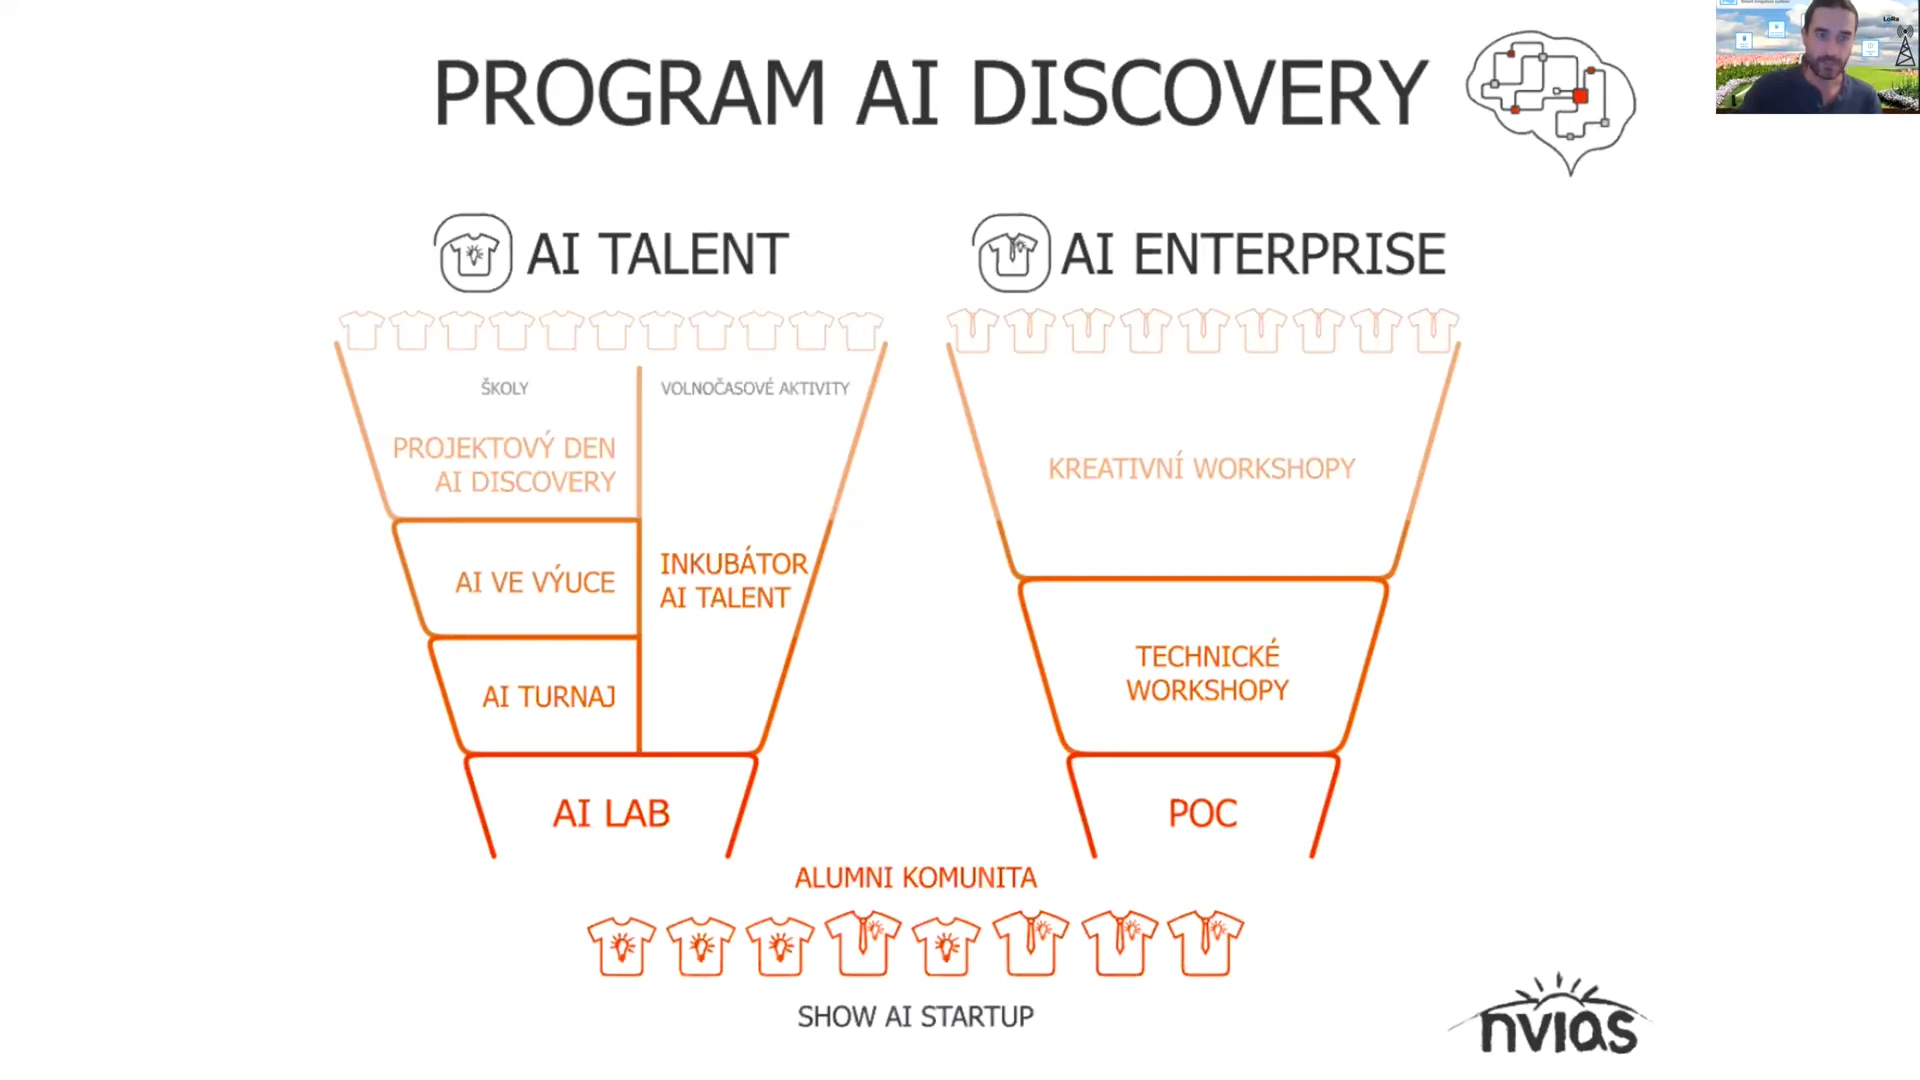 PROGRAM AI DISCOVERY
LoRa
AI TALENT
AI ENTERPRISE
ŠKOLY
VOLNOČASOVÉ AKTIVITY
PROJEKTOVÝ DEN
AI DISCOVERY
KREATIVNÍ WORKSHOPY
AI VE VÝUCE
INKUBÁTOR
AI TALENT
AI TURNAJ
TECHNICKÉ
WORKSHOPY
AI LAB
POC
ALUMNI KOMUNITA
SHOW AI STARTUP
nvias